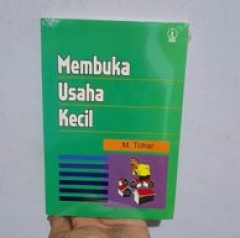 Membuka
Usaha
Kecil
M. Tohar